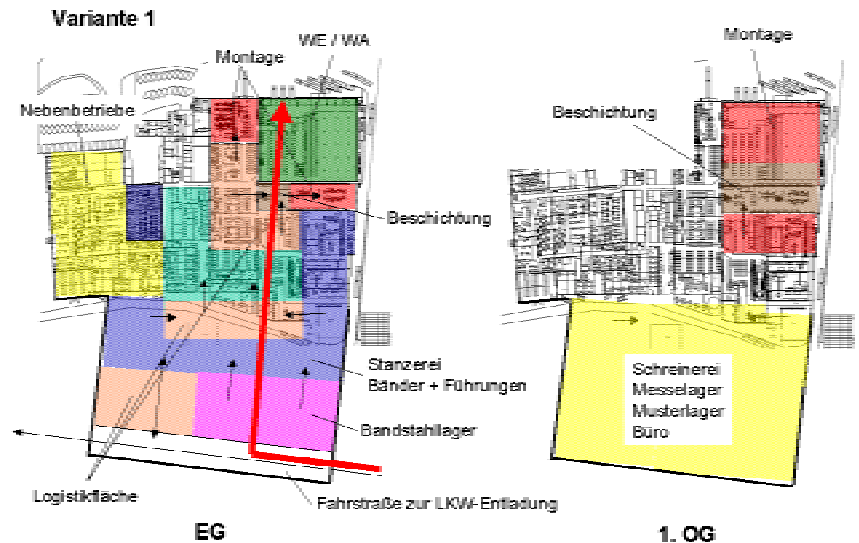 Variante 1
WE / WA
Montage
Nebenbetriebe
Beschichtung
Stanzerei
Bänder + Führungen
Bandstahllager
Logistikfläche
Fahrstraße zur LKW-Entladung
EG
Montage
Beschichtung
Schreinerei
Messelager
Musterlager
Büro
1. OG